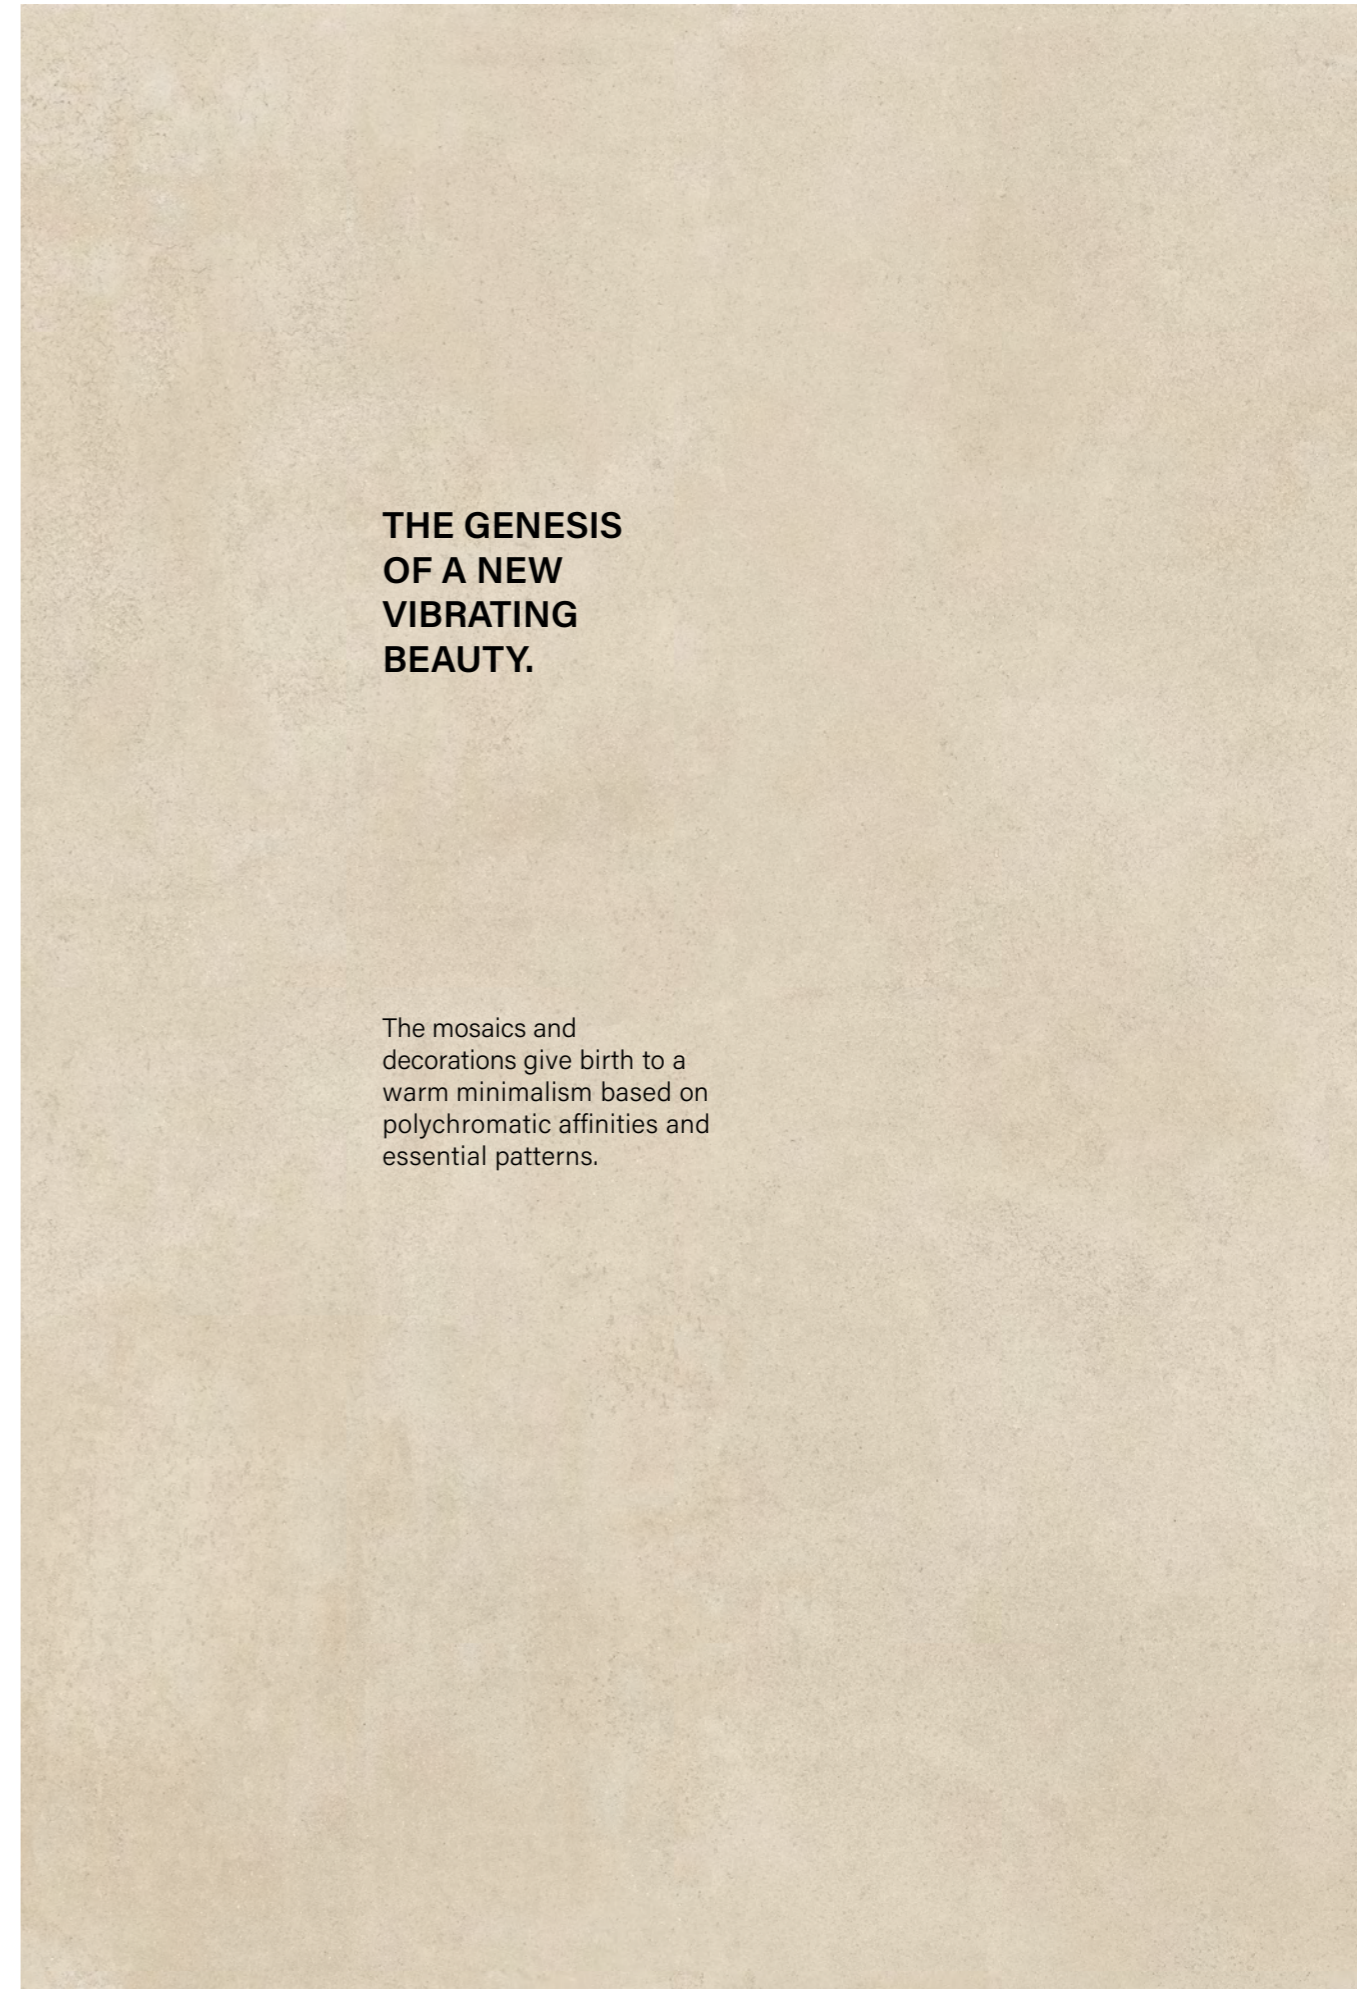 THE GENESIS
OF A NEW
VIBRATING
BEAUTY.
The mosaics and
decorations give birth to a
warm minimalism based on
polychromatic affinities and
essential patterns.